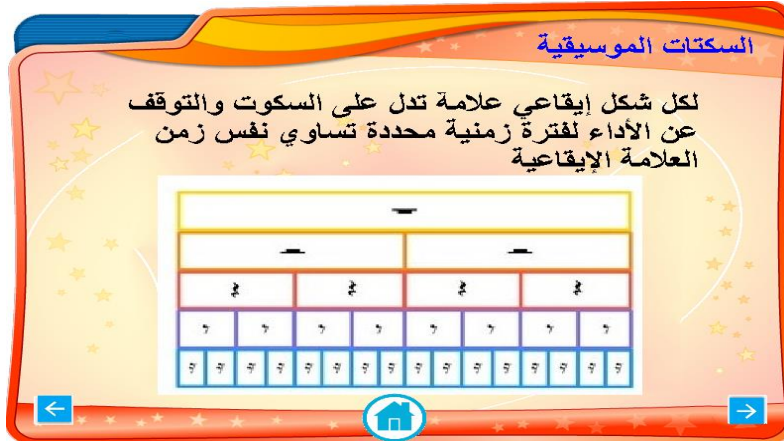 السكتات الموسيقية
لكل شكل إيقاعي علامة تدل على السكوت والتوقف
عن الأداء لفترة زمنية محددة تساوي نفس زمن
العلامة الإيقاعية